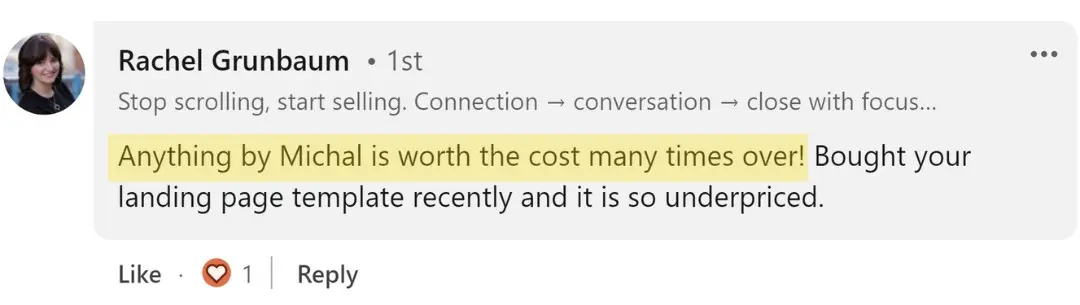 Rachel Grunbaum • 1st
Stop scrolling, start selling. Connection → conversation → close with focus...
Anything by Michal is worth the cost many times over! Bought your
landing page template recently and it is so underpriced.
Like · 1 | Reply